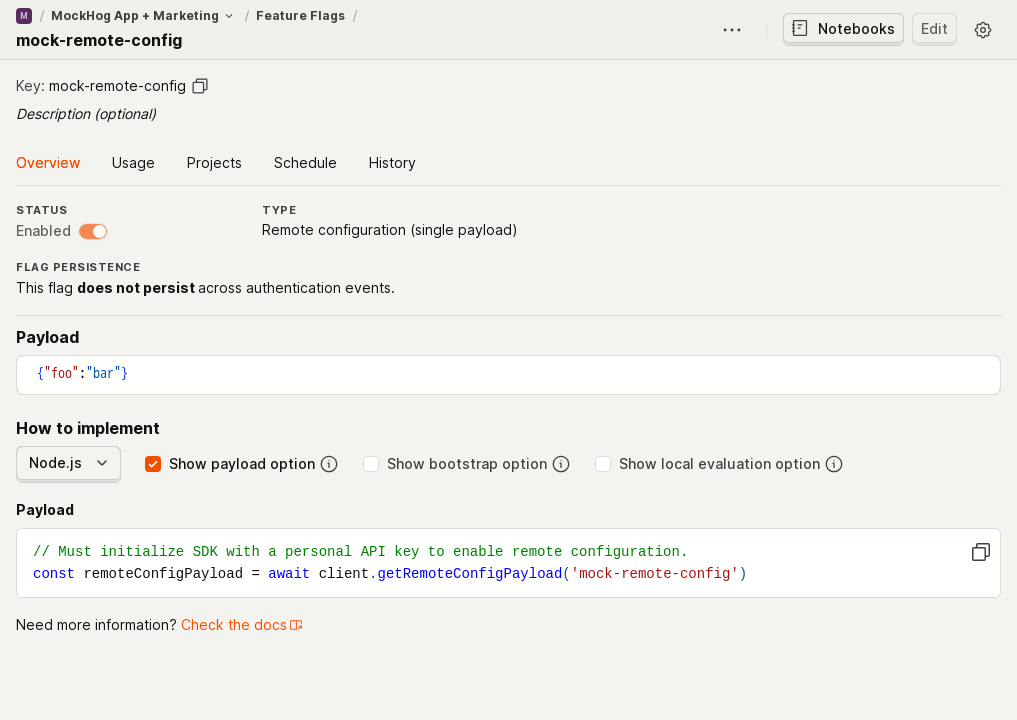 M / MockHog App + Marketing / Feature Flags /
mock-remote-config
Notebooks
Edit
Key: mock-remote-config
Description (optional)
Overview Usage Projects Schedule History
STATUS
Enabled
TYPE
Remote configuration (single payload)
FLAG PERSISTENCE
This flag does not persist across authentication events.
Payload
{"foo":"bar"}
How to implement
Node.js Show payload option Show bootstrap option Show local evaluation option
Payload
// Must initialize SDK with a personal API key to enable remote configuration.
const remoteConfigPayload = await client.getRemoteConfigPayload('mock-remote-config')
Need more information? Check the docs